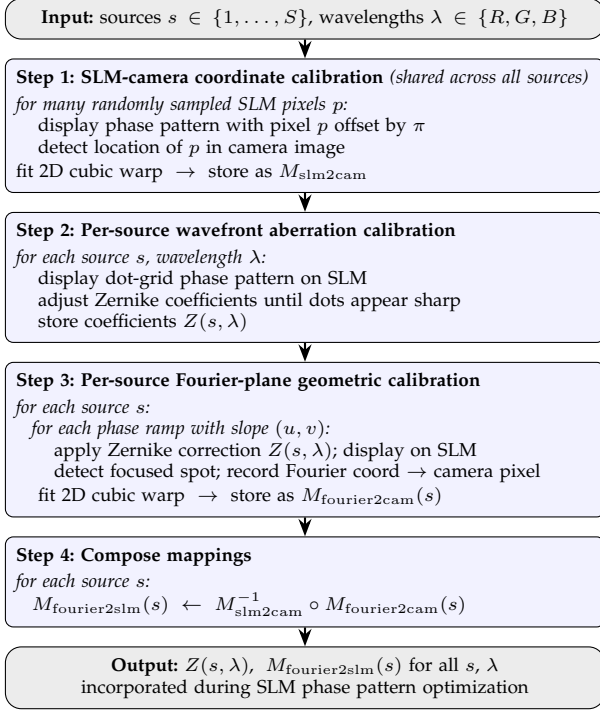 Input: sources s ∈ {1, . . . , S}, wavelengths λ ∈ {R, G, B}
Step 1: SLM-camera coordinate calibration (shared across all sources)
for many randomly sampled SLM pixels p:
display phase pattern with pixel p offset by π
detect location of p in camera image
fit 2D cubic warp → store as M_slm2cam
Step 2: Per-source wavefront aberration calibration
for each source s, wavelength λ:
display dot-grid phase pattern on SLM
adjust Zernike coefficients until dots appear sharp
store coefficients Z(s, λ)
Step 3: Per-source Fourier-plane geometric calibration
for each source s:
for each phase ramp with slope (u, v):
apply Zernike correction Z(s, λ); display on SLM
detect focused spot; record Fourier coord → camera pixel
fit 2D cubic warp → store as M_fourier2cam(s)
Step 4: Compose mappings
for each source s:
M_fourier2slm(s) ← M_slm2cam^−1 ∘ M_fourier2cam(s)
Output: Z(s, λ), M_fourier2slm(s) for all s, λ
incorporated during SLM phase pattern optimization